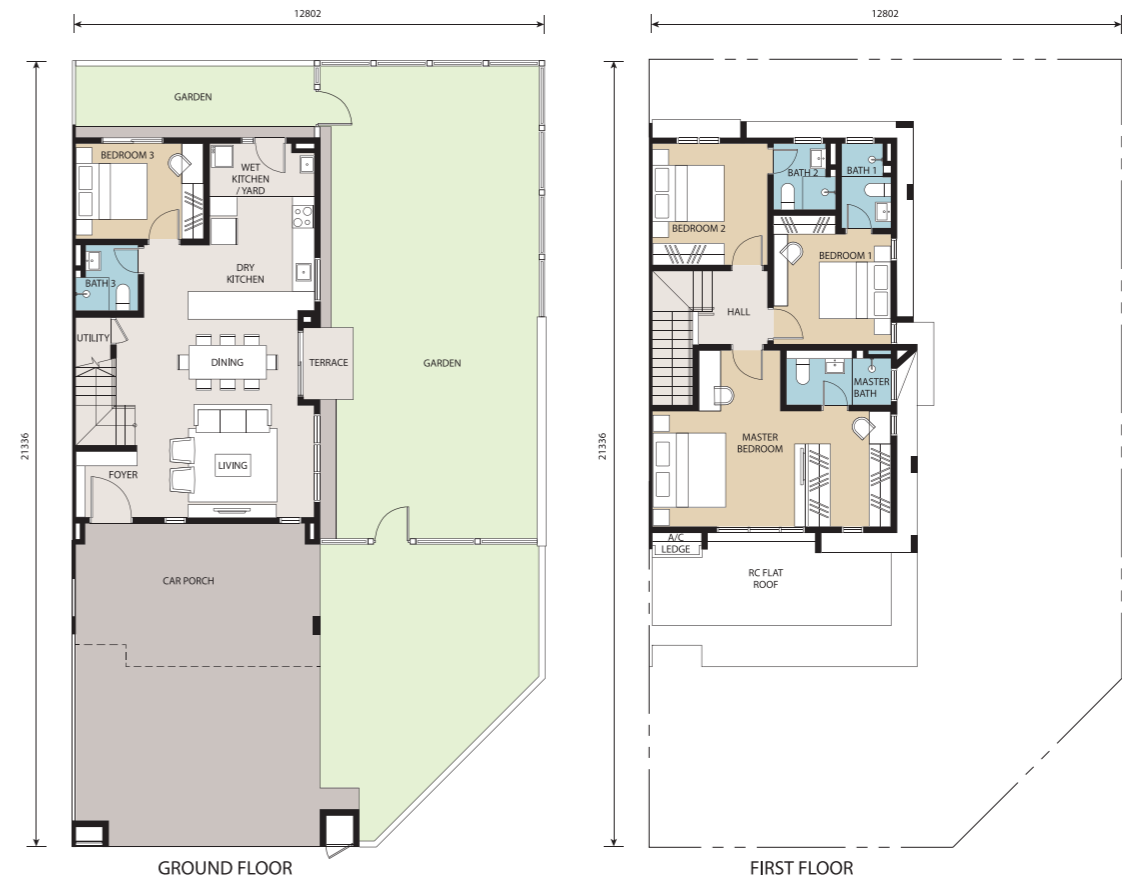 12802
21336
GARDEN
BEDROOM 3
WET
KITCHEN
/ YARD
DRY
KITCHEN
BATH 3
UTILITY
DINING
TERRACE
GARDEN
LIVING
FOYER
CAR PORCH
GROUND FLOOR
12802
21336
BATH 2
BATH 1
BEDROOM 2
BEDROOM 1
HALL
MASTER
BATH
MASTER
BEDROOM
A/C
LEDGE
RC FLAT
ROOF
FIRST FLOOR